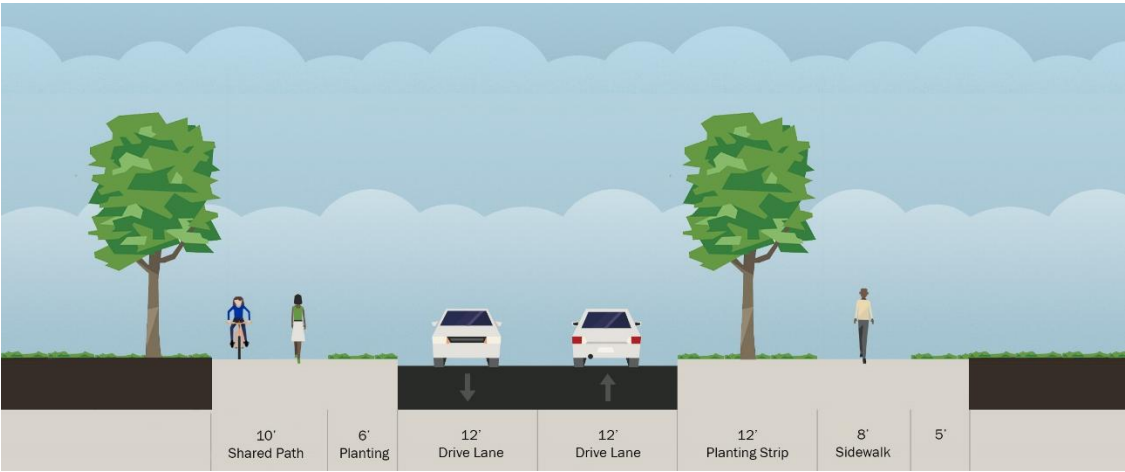 10’
Shared Path
6’
Planting
12’
Drive Lane
12’
Drive Lane
12’
Planting Strip
8’
Sidewalk
5’